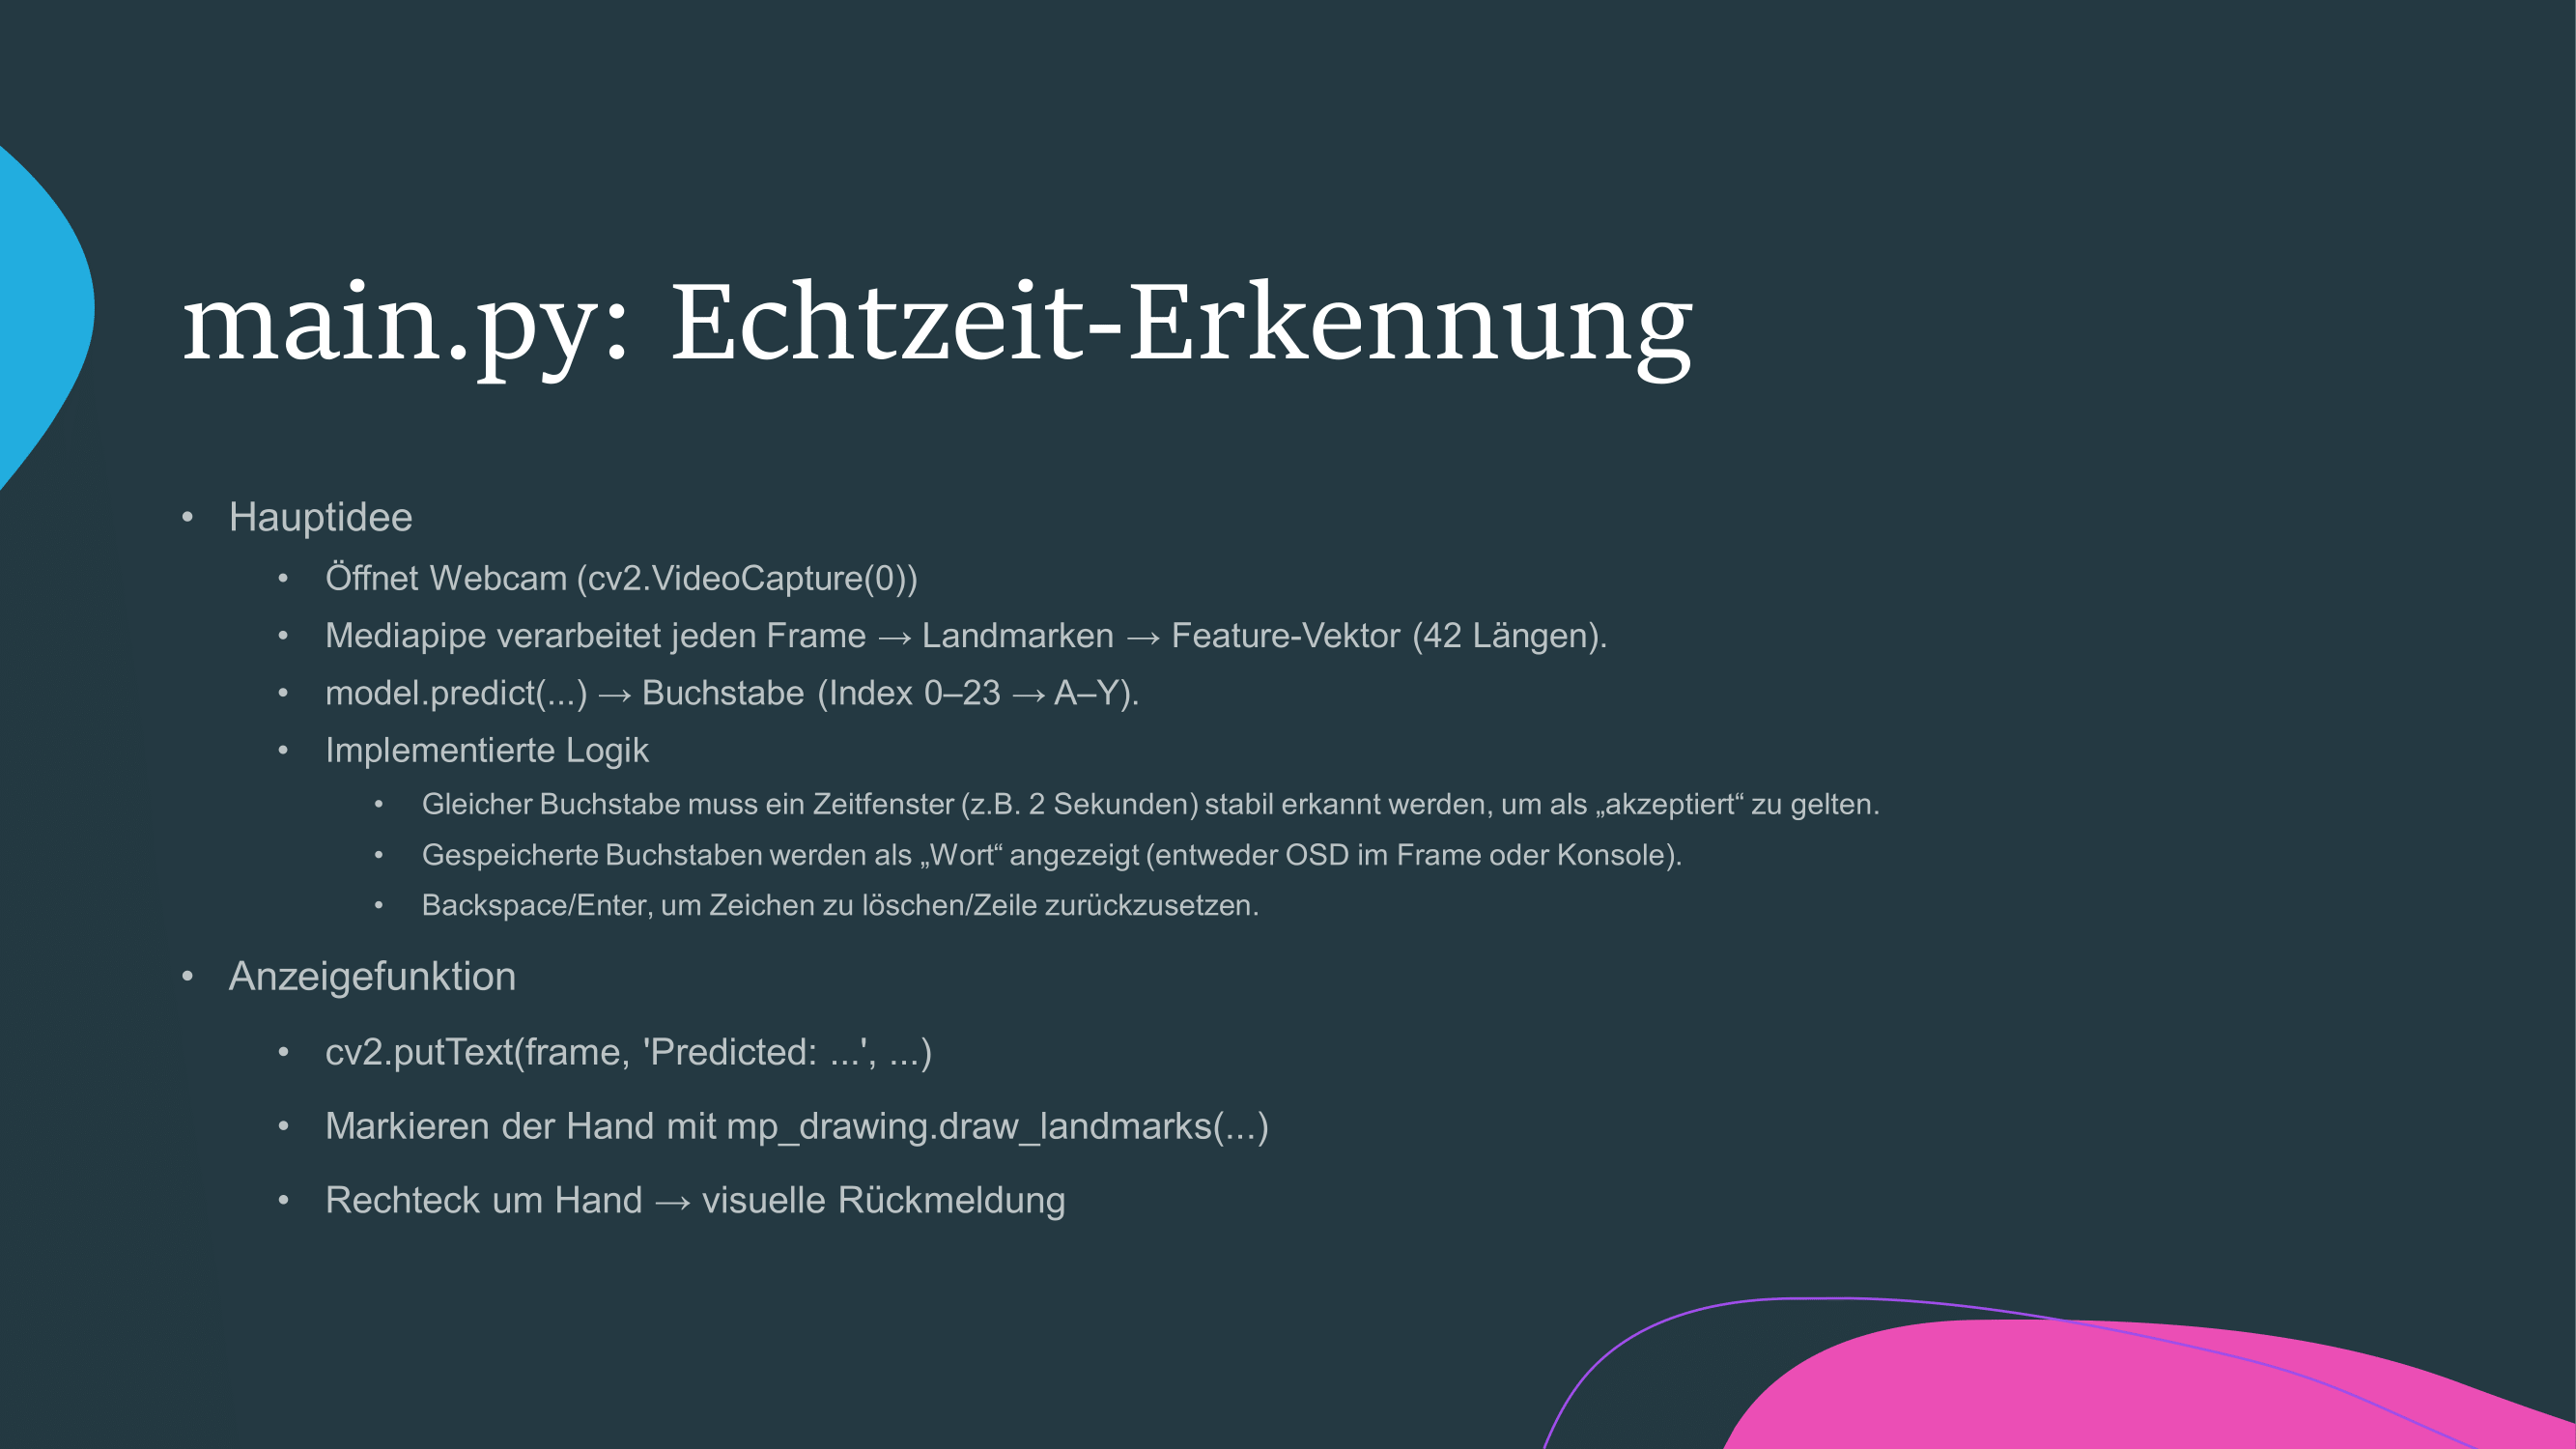 main.py: Echtzeit-Erkennung
• Hauptidee
• Öffnet Webcam (cv2.VideoCapture(0))
• Mediapipe verarbeitet jeden Frame → Landmarken → Feature-Vektor (42 Längen).
• model.predict(...) → Buchstabe (Index 0–23 → A–Y).
• Implementierte Logik
• Gleicher Buchstabe muss ein Zeitfenster (z.B. 2 Sekunden) stabil erkannt werden, um als „akzeptiert“ zu gelten.
• Gespeicherte Buchstaben werden als „Wort“ angezeigt (entweder OSD im Frame oder Konsole).
• Backspace/Enter, um Zeichen zu löschen/Zeile zurückzusetzen.
• Anzeigefunktion
• cv2.putText(frame, 'Predicted: ...', ...)
• Markieren der Hand mit mp_drawing.draw_landmarks(...)
• Rechteck um Hand → visuelle Rückmeldung